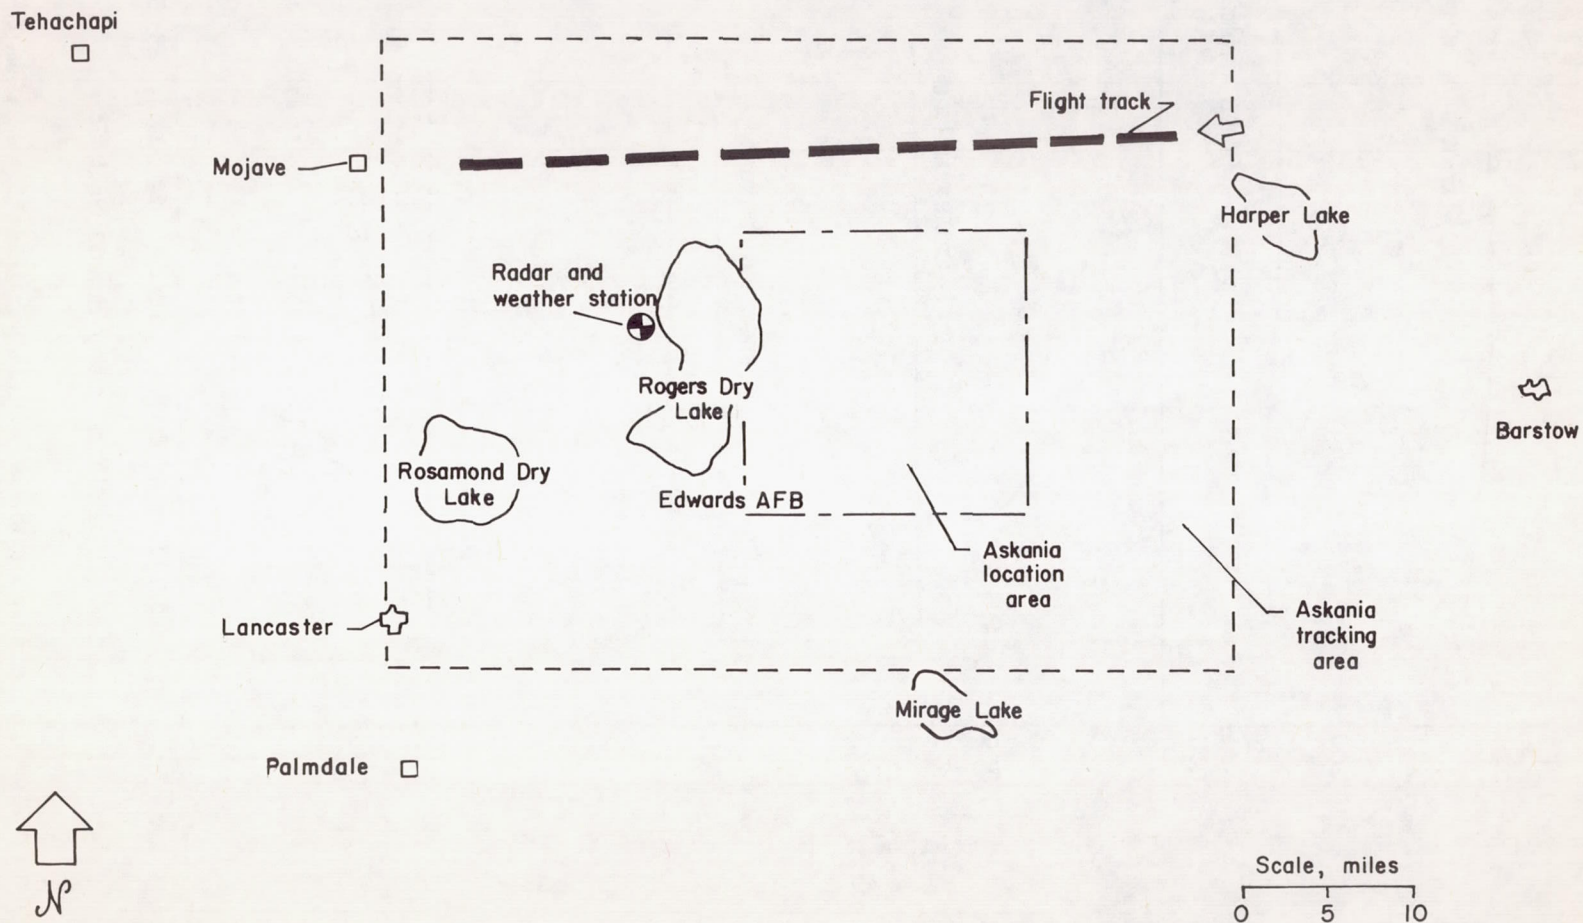 Tehachapi
Flight track
Mojave
Harper Lake
Radar and
weather station
Rogers Dry
Lake
Barstow
Rosamond Dry
Lake
Edwards AFB
Askania
location
area
Lancaster
Askania
tracking
area
Mirage Lake
Palmdale
N
Scale, miles
0 5 10